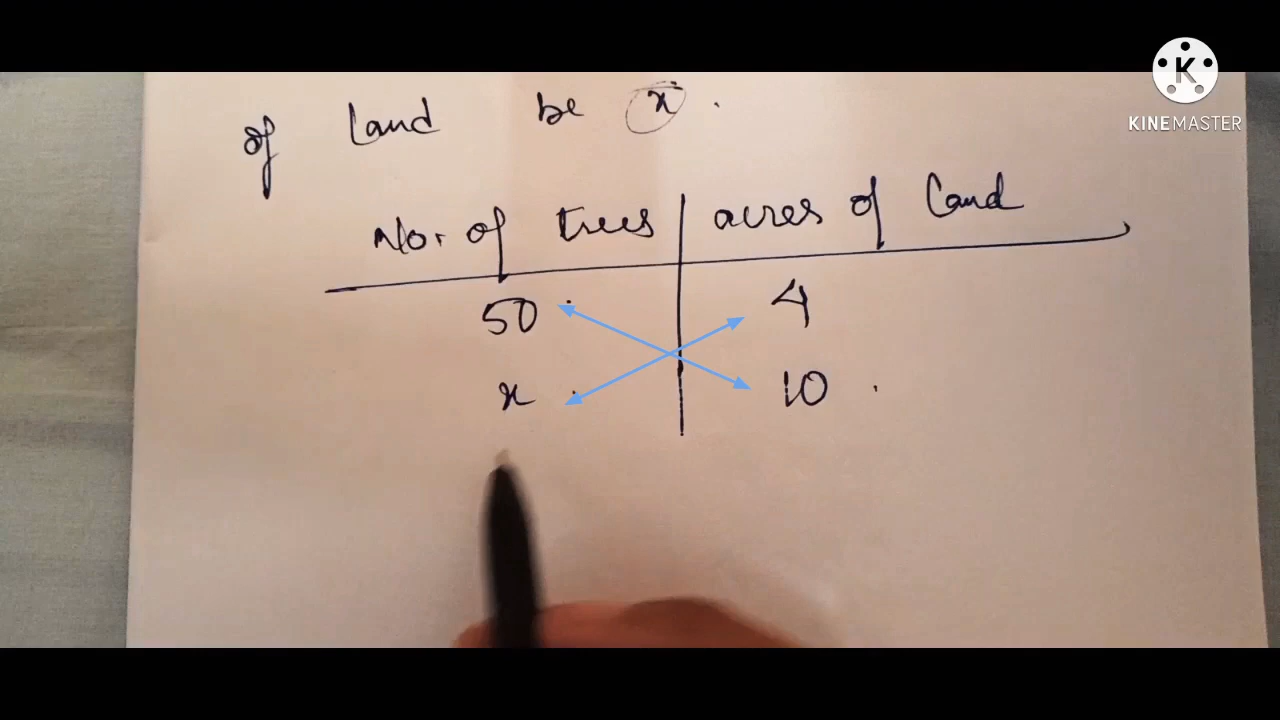 of land be x.
No. of trees acres of land
50 4
x 10
K
KINEMASTER